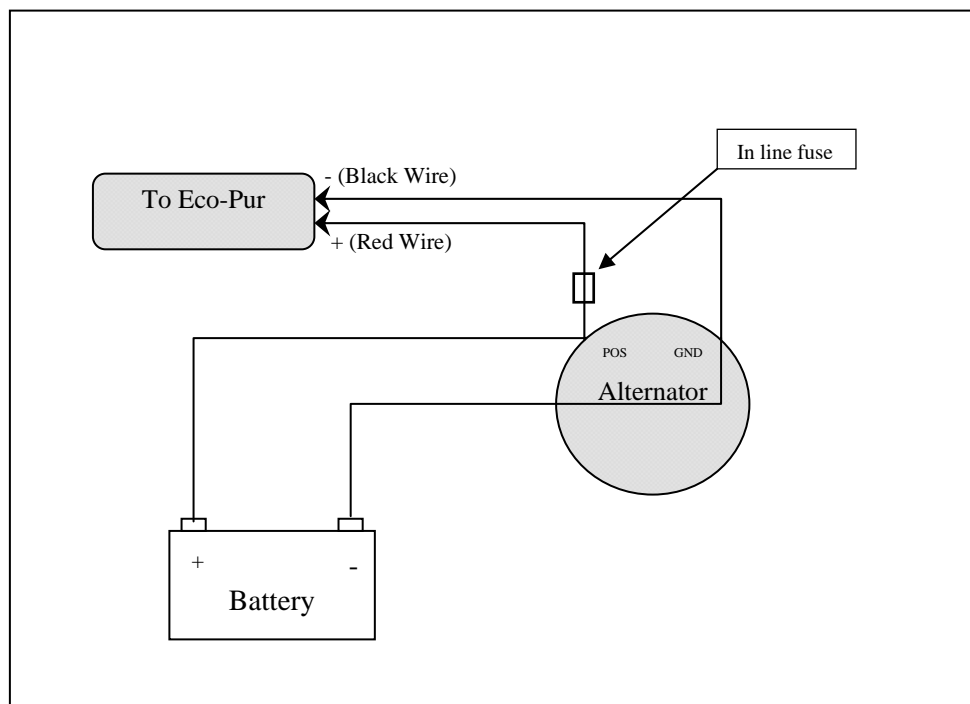 In line fuse
- (Black Wire)
To Eco-Pur
+ (Red Wire)
POS GND
Alternator
+ -
Battery